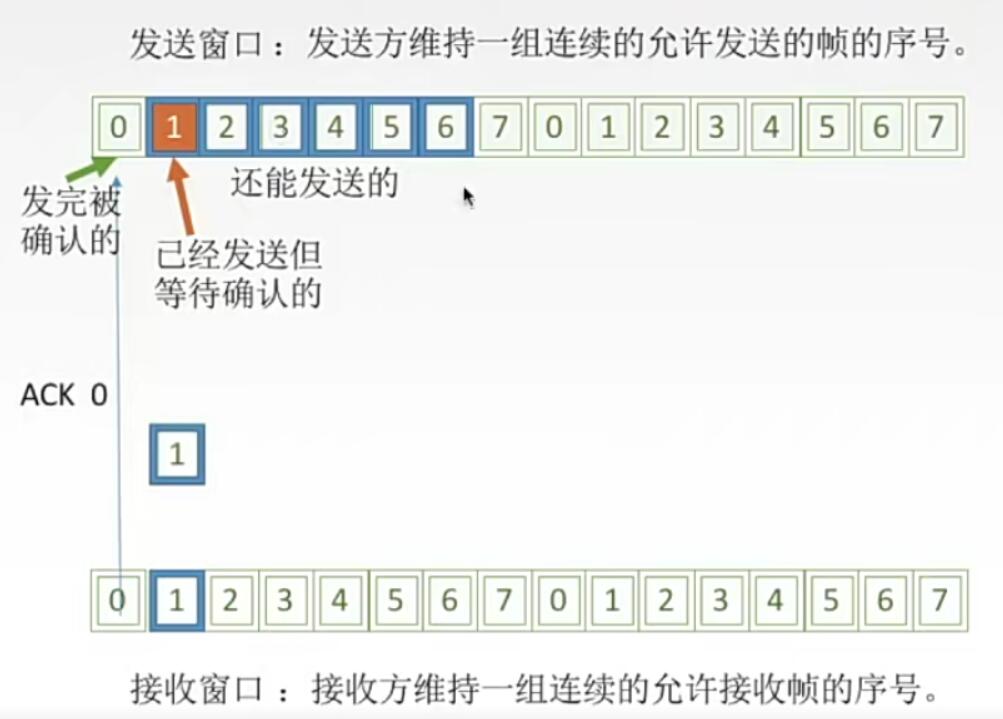 发送窗口：发送方维持一组连续的允许发送的帧的序号。
0 1 2 3 4 5 6 7 0 1 2 3 4 5 6 7
还能发送的
发完被
确认的
已经发送但
等待确认的
ACK 0
1
0 1 2 3 4 5 6 7 0 1 2 3 4 5 6 7
接收窗口：接收方维持一组连续的允许接收帧的序号。